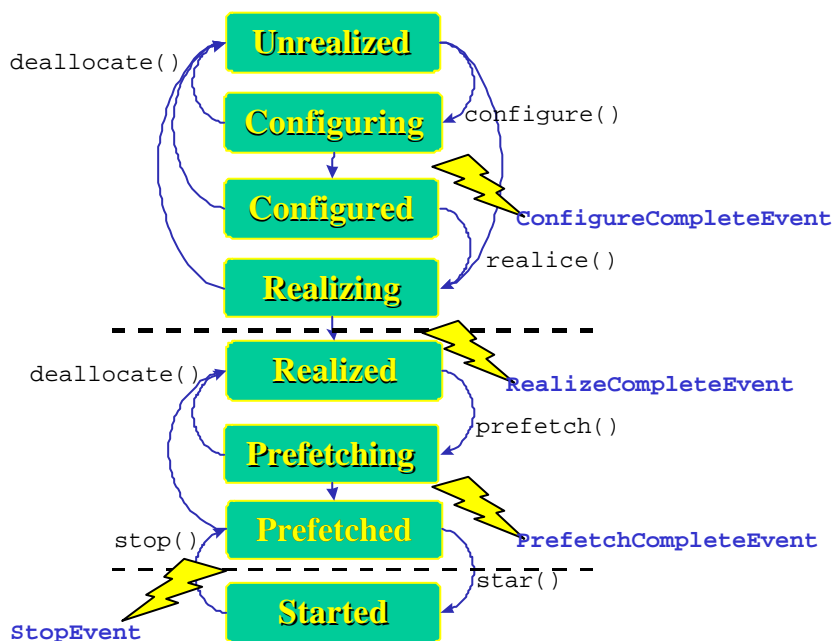 Unrealized
deallocate()
Configuring
configure()
Configured
ConfigureCompleteEvent
realice()
Realizing
Realized
deallocate()
RealizeCompleteEvent
prefetch()
Prefetching
Prefetched
stop()
PrefetchCompleteEvent
star()
Started
StopEvent